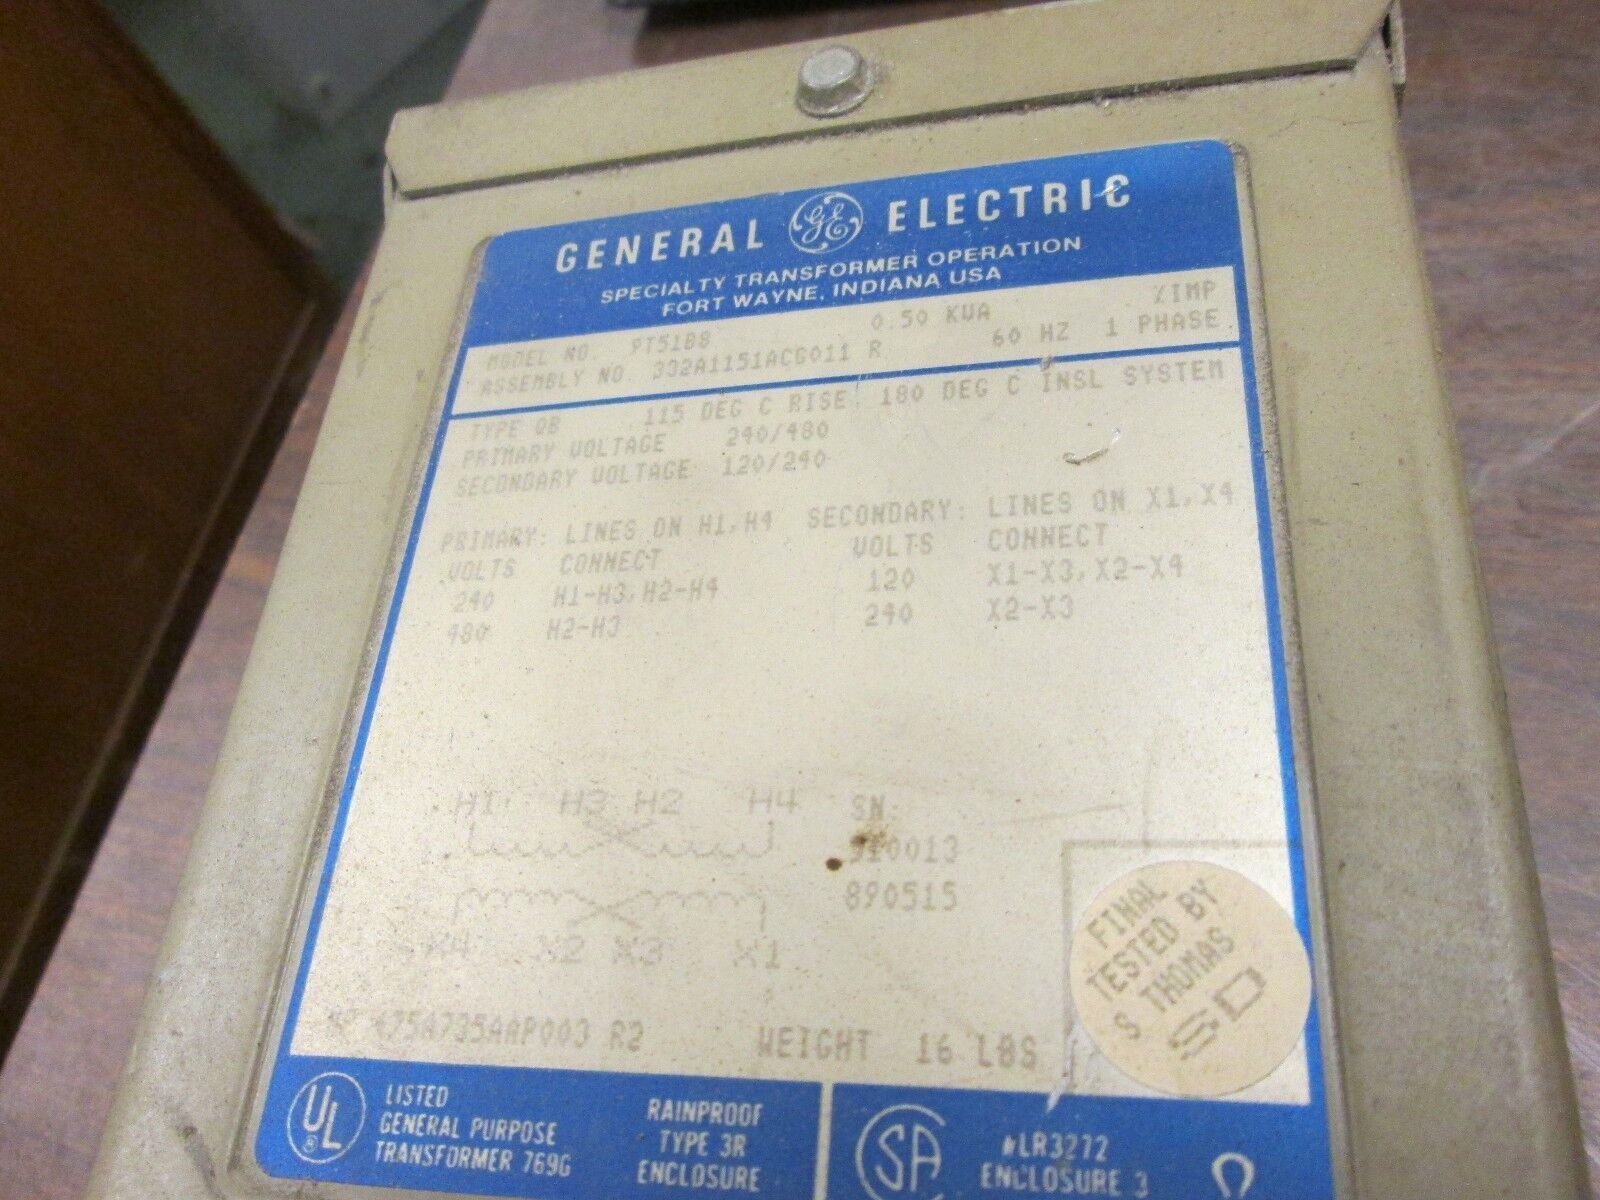 GENERAL GE ELECTRIC
SPECIALTY TRANSFORMER OPERATION
FORT WAYNE, INDIANA USA
MODEL NO. 9T51B8 0.50 KVA %IMP
ASSEMBLY NO. 332A1151ACG011 R 60 HZ 1 PHASE
TYPE QB 115 DEG C RISE 180 DEG C INSL SYSTEM
PRIMARY VOLTAGE 240/480
SECONDARY VOLTAGE 120/240
PRIMARY: LINES ON H1,H4 SECONDARY: LINES ON X1,X4
VOLTS CONNECT VOLTS CONNECT
240 H1-H3,H2-H4 120 X1-X3,X2-X4
480 H2-H3 240 X2-X3
H1 H3 H2 H4 SN:
910013
890515
X4 X2 X3 X1
NP 475A735AAP003 R2 WEIGHT 16 LBS
FINAL
TESTED BY
S THOMAS
UL
LISTED
GENERAL PURPOSE
TRANSFORMER 769G
RAINPROOF
TYPE 3R
ENCLOSURE
SA
#LR3272
ENCLOSURE 3